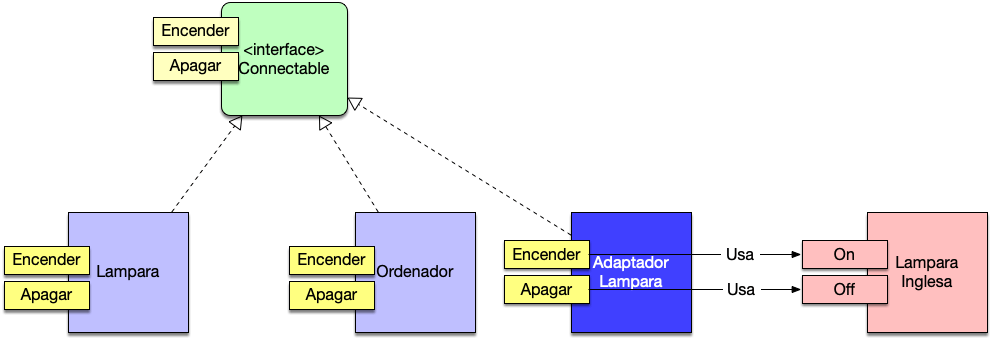 Encender
Apagar
<interface>
Connectable
Encender
Apagar
Lampara
Encender
Apagar
Ordenador
Encender
Apagar
Adaptador
Lampara
Usa
Usa
On
Off
Lampara
Inglesa